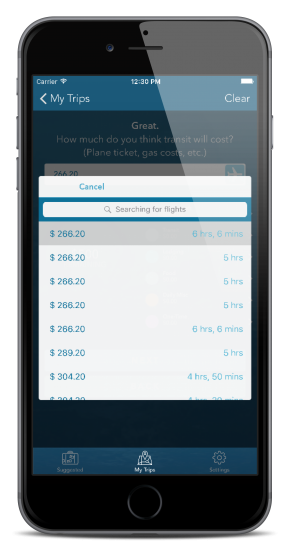 Carrier 12:30 PM
My Trips Clear
Great.
How much do you think transit will cost?
(Plane ticket, gas costs, etc.)
266.20
Cancel
Searching for flights
$ 266.20 6 hrs, 6 mins
$ 266.20 5 hrs
$ 266.20 5 hrs
$ 266.20 5 hrs
$ 266.20 6 hrs, 6 mins
$ 289.20 5 hrs
$ 304.20 4 hrs, 50 mins
$ 304.20
Suggested My Trips Settings